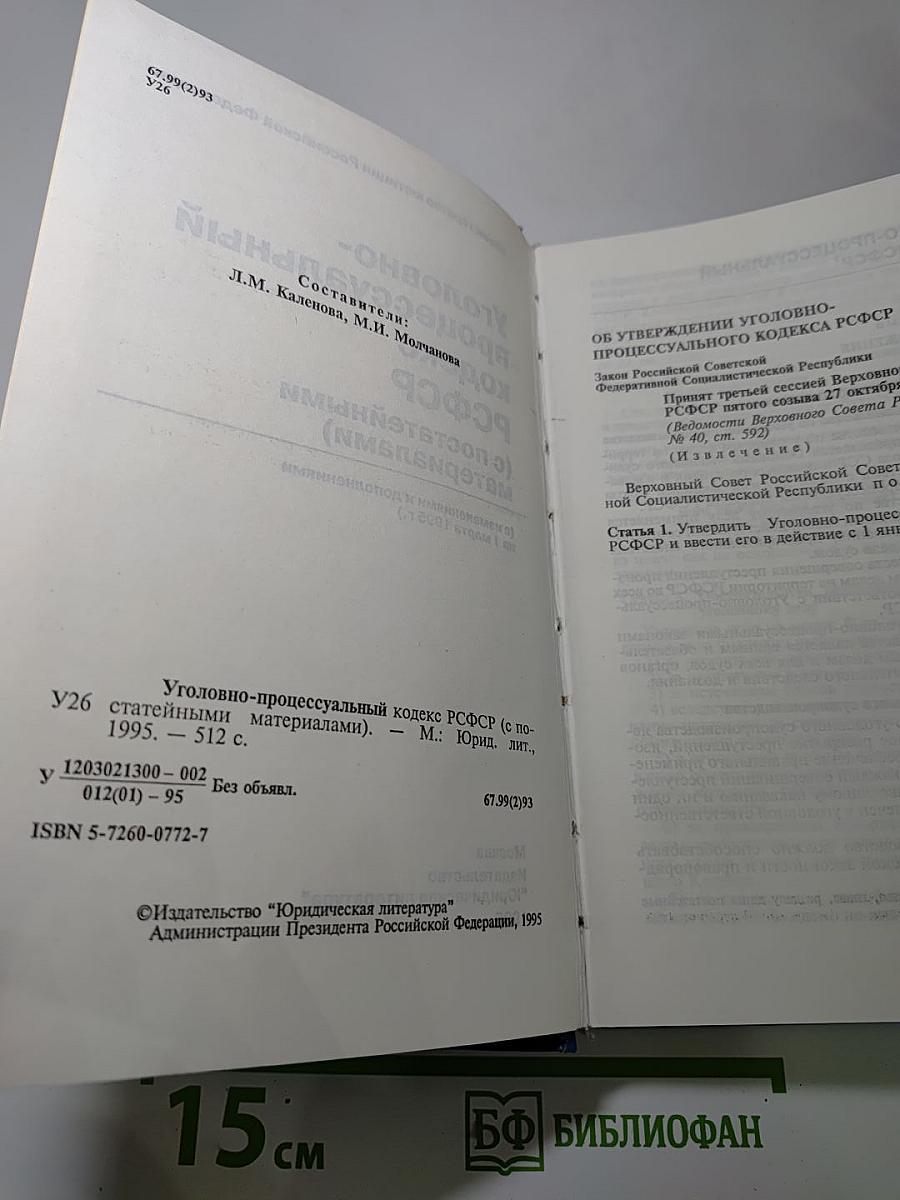 67.99(2)93
У26
Составители:
Л.М. Каленова, М.И. Молчанова
Уголовно-процессуальный кодекс РСФСР (с по-
У26 статейными материалами). — М.: Юрид. лит.,
1995. — 512 с.
У 1203021300 – 002
012(01) – 95 Без объявл.
67.99(2)93
ISBN 5-7260-0772-7
©Издательство “Юридическая литература”
Администрации Президента Российской Федерации, 1995
ОБ УТВЕРЖДЕНИИ УГОЛОВНО-
ПРОЦЕССУАЛЬНОГО КОДЕКСА РСФСР
Закон Российской Советской
Федеративной Социалистической Республики
Принят третьей сессией Верховно
РСФСР пятого созыва 27 октября
(Ведомости Верховного Совета Р
№ 40, ст. 592)
(Извлечение)
Верховный Совет Российской Совет
ной Социалистической Республики по
Статья 1. Утвердить Уголовно-процес
РСФСР и ввести его в действие с 1 янв
15 см
БФ БИБЛИОФАН